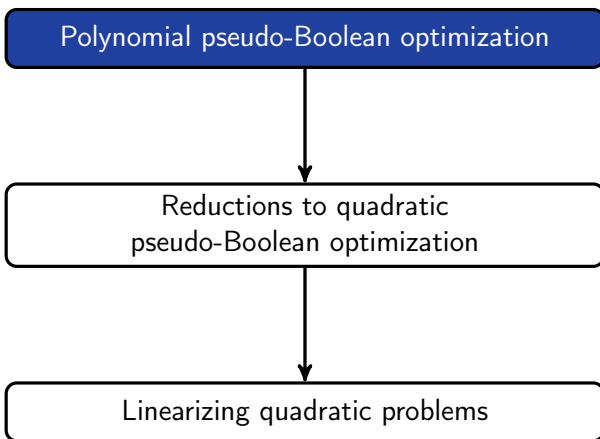 Polynomial pseudo-Boolean optimization
Reductions to quadratic
pseudo-Boolean optimization
Linearizing quadratic problems